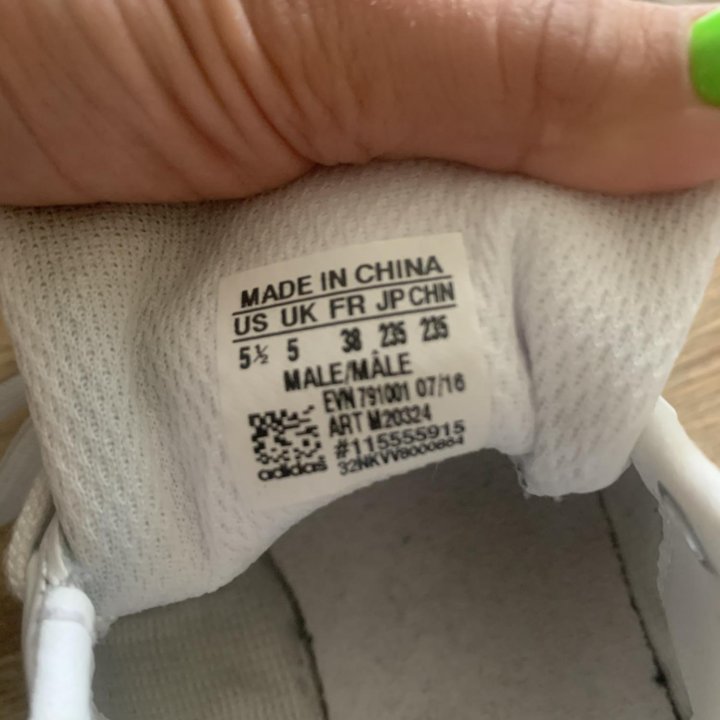 MADE IN CHINA
US UK FR JP CHN
5½ 5 38 235 235
MALE/MÂLE
EVN 791001 07/16
ART M20324
#115555915
32NKVV8000884
adidas